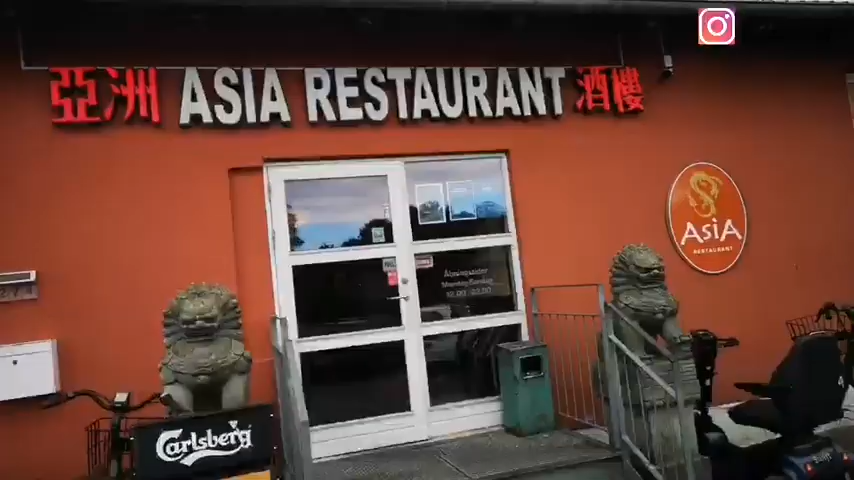 亞洲 ASIA RESTAURANT 酒樓
AsiA
RESTAURANT
Åbningstider
Carlsberg